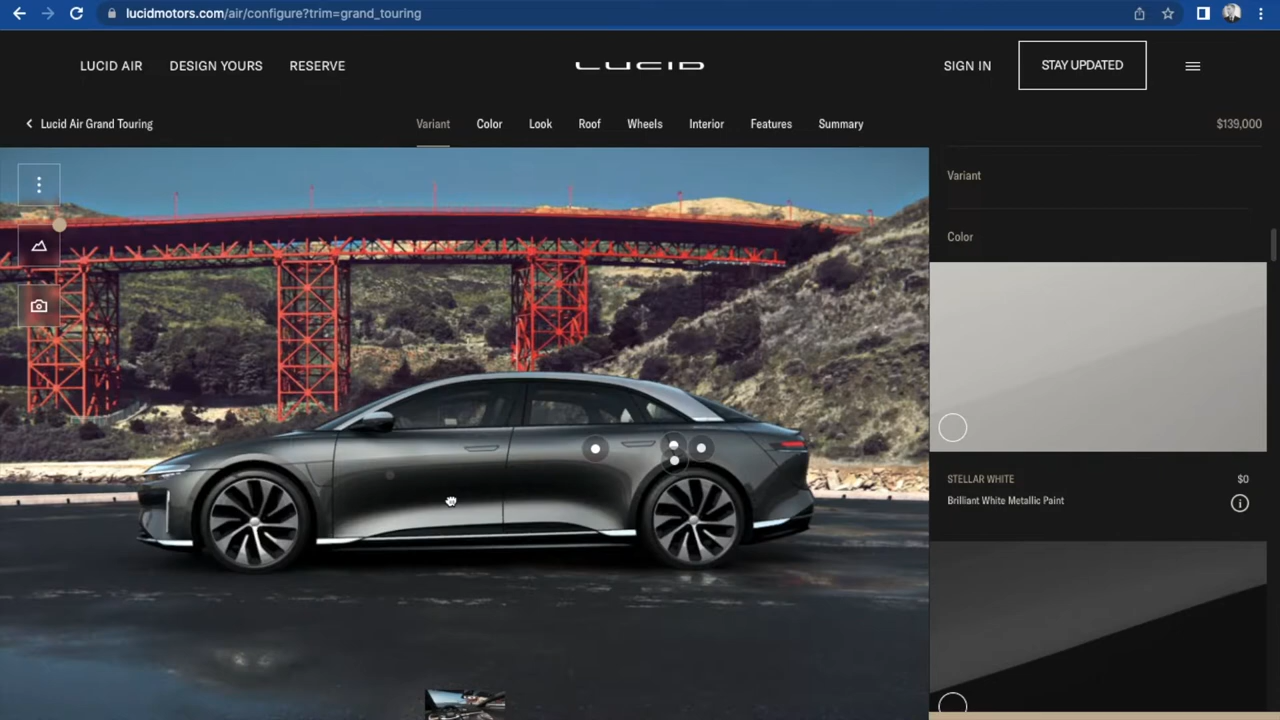 lucidmotors.com/air/configure?trim=grand_touring
LUCID AIR DESIGN YOURS RESERVE LUCID SIGN IN STAY UPDATED
Lucid Air Grand Touring Variant Color Look Roof Wheels Interior Features Summary $139,000
Variant
Color
STELLAR WHITE $0
Brilliant White Metallic Paint